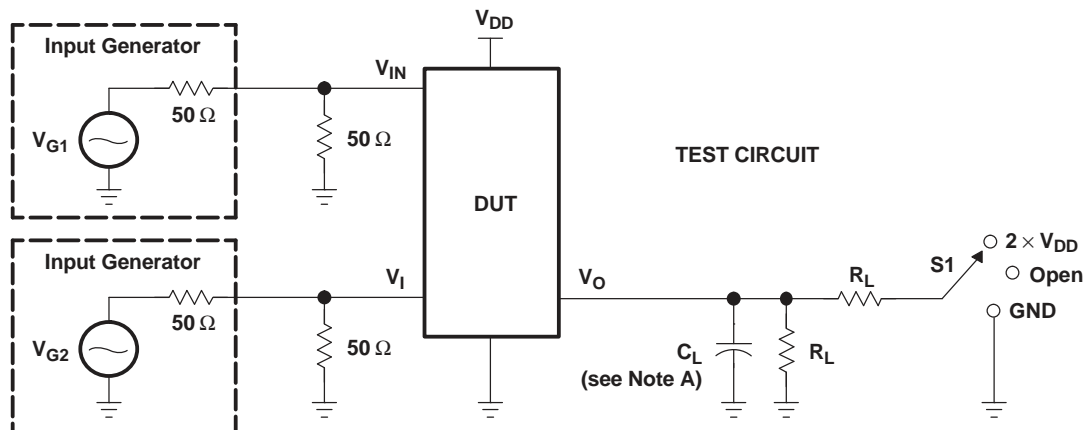 V_DD
Input Generator
V_IN
50 Ω
V_G1
50 Ω
TEST CIRCUIT
DUT
Input Generator
V_I
V_O
50 Ω
V_G2
50 Ω
R_L
S1
2 × V_DD
Open
GND
C_L
(see Note A)
R_L